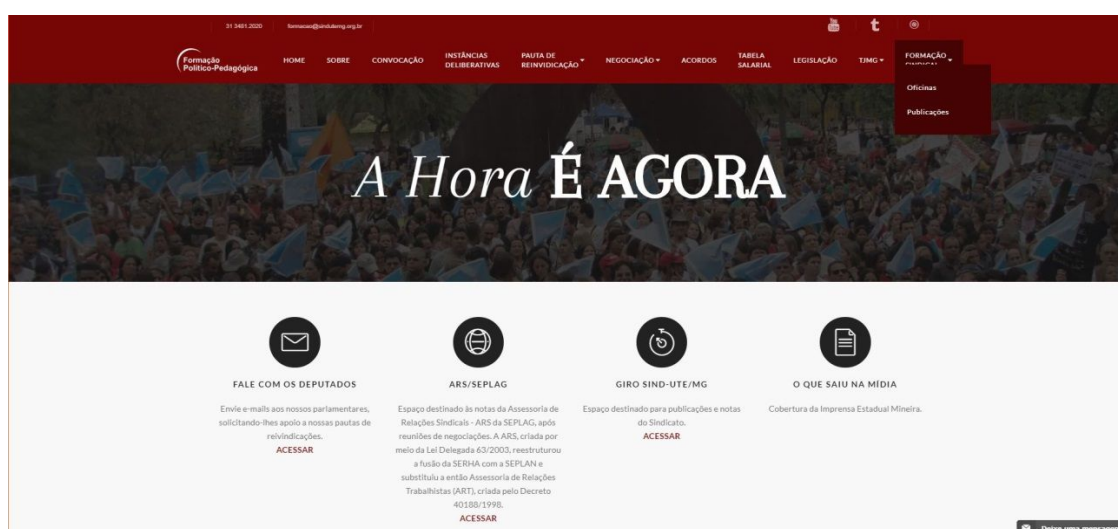 31 3481.2020
formacao@sindutemg.org.br
Formação
Político-Pedagógica
HOME
SOBRE
CONVOCAÇÃO
INSTÂNCIAS
DELIBERATIVAS
PAUTA DE
REINVIDICAÇÃO
NEGOCIAÇÃO
ACORDOS
TABELA
SALARIAL
LEGISLAÇÃO
TJMG
FORMAÇÃO
SINDICAL
Oficinas
Publicações
A Hora É AGORA
FALE COM OS DEPUTADOS
Envie e-mails aos nossos parlamentares,
solicitando-lhes apoio a nossas pautas de
reivindicações.
ACESSAR
ARS/SEPLAG
Espaço destinado às notas da Assessoria de
Relações Sindicais - ARS da SEPLAG, após
reuniões de negociações. A ARS, criada por
meio da Lei Delegada 63/2003, reestruturou
a fusão da SERHA com a SEPLAN e
substituíu a então Assessoria de Relações
Trabalhistas (ART), criada pelo Decreto
40188/1998.
ACESSAR
GIRO SIND-UTE/MG
Espaço destinado para publicações e notas
do Sindicato.
ACESSAR
O QUE SAIU NA MÍDIA
Cobertura da Imprensa Estadual Mineira.
Deixe uma mensagem